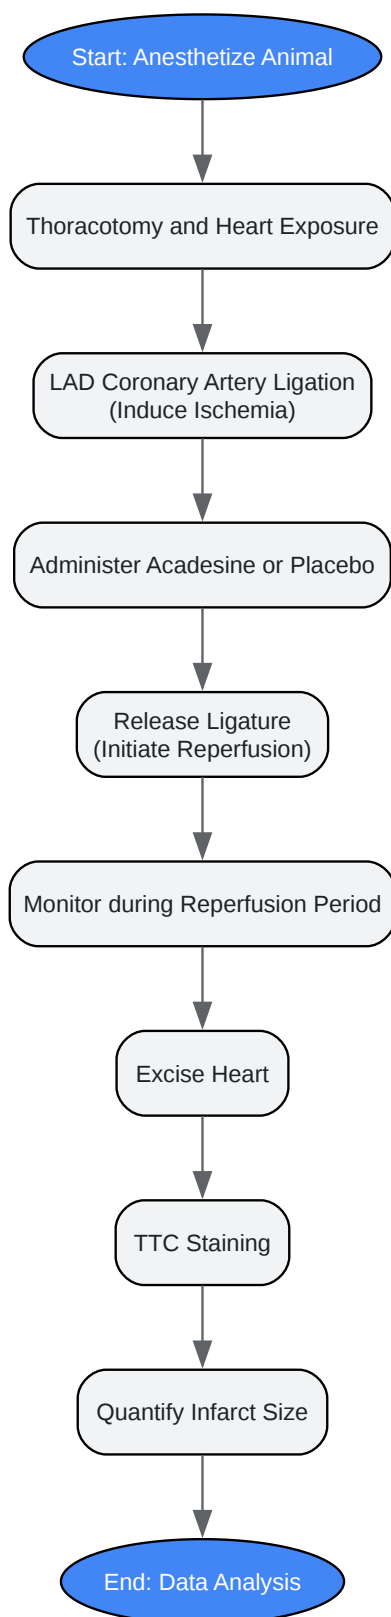 Start: Anesthetize Animal
Thoracotomy and Heart Exposure
LAD Coronary Artery Ligation
(Induce Ischemia)
Administer Acadesine or Placebo
Release Ligature
(Initiate Reperfusion)
Monitor during Reperfusion Period
Excise Heart
TTC Staining
Quantify Infarct Size
End: Data Analysis